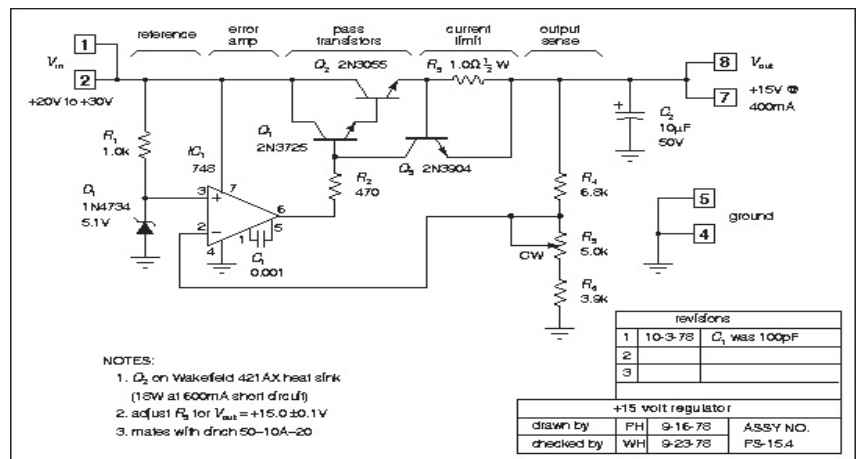 reference
error amp
pass transistors
current limit
output sense
1
V in
2
+20V to +30V
Q2 2N3055
R3 1.0Ω ½ W
8 Vout
7 +15V @ 400mA
R1 1.0k
IC1 748
Q1 2N3725
Q3 2N3904
C2 10μF 50V
+
D1 1N4734 5.1V
3 + 7
6
2 −
4
1 5
C1 0.001
R2 470
R4 6.8k
CW
R5 5.0k
R6 3.9k
5
4
ground
NOTES:
1. Q2 on Wakefield 421AX heat sink
(18W at 600mA short circuit)
2. adjust R5 for Vout = +15.0±0.1V
3. mates with cinch 50–10A–20
revisions
1 10-3-78 C1 was 100pF
2
3
+15 volt regulator
drawn by PH 9-16-78 ASSY NO.
checked by WH 9-23-78 PS-15.4